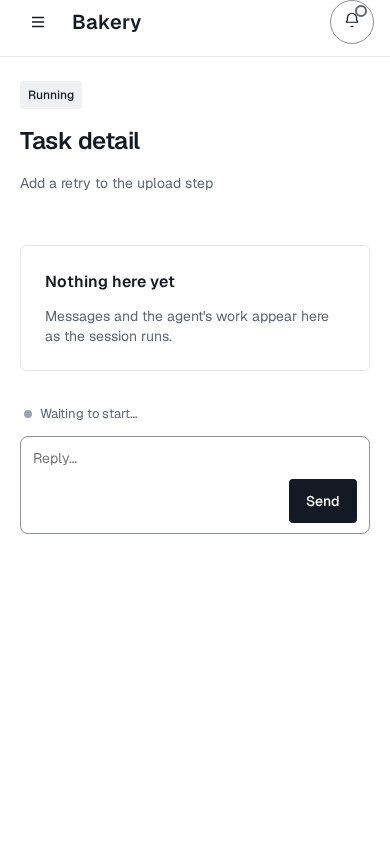 Bakery
Running
Task detail
Add a retry to the upload step
Nothing here yet
Messages and the agent's work appear here
as the session runs.
Waiting to start…
Reply…
Send